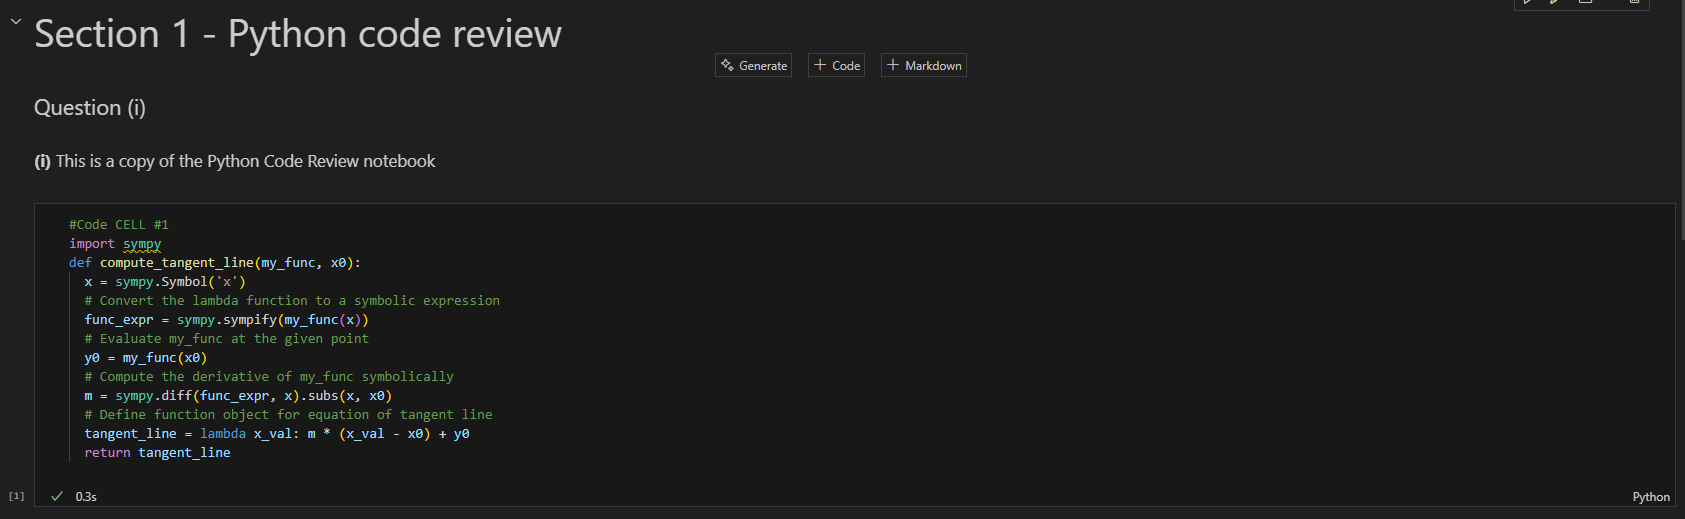 Section 1 - Python code review
Generate + Code + Markdown
Question (i)
(i) This is a copy of the Python Code Review notebook
#Code CELL #1
import sympy
def compute_tangent_line(my_func, x0):
  x = sympy.Symbol('x')
  # Convert the lambda function to a symbolic expression
  func_expr = sympy.sympify(my_func(x))
  # Evaluate my_func at the given point
  y0 = my_func(x0)
  # Compute the derivative of my_func symbolically
  m = sympy.diff(func_expr, x).subs(x, x0)
  # Define function object for equation of tangent line
  tangent_line = lambda x_val: m * (x_val - x0) + y0
  return tangent_line
[1] ✓ 0.3s Python